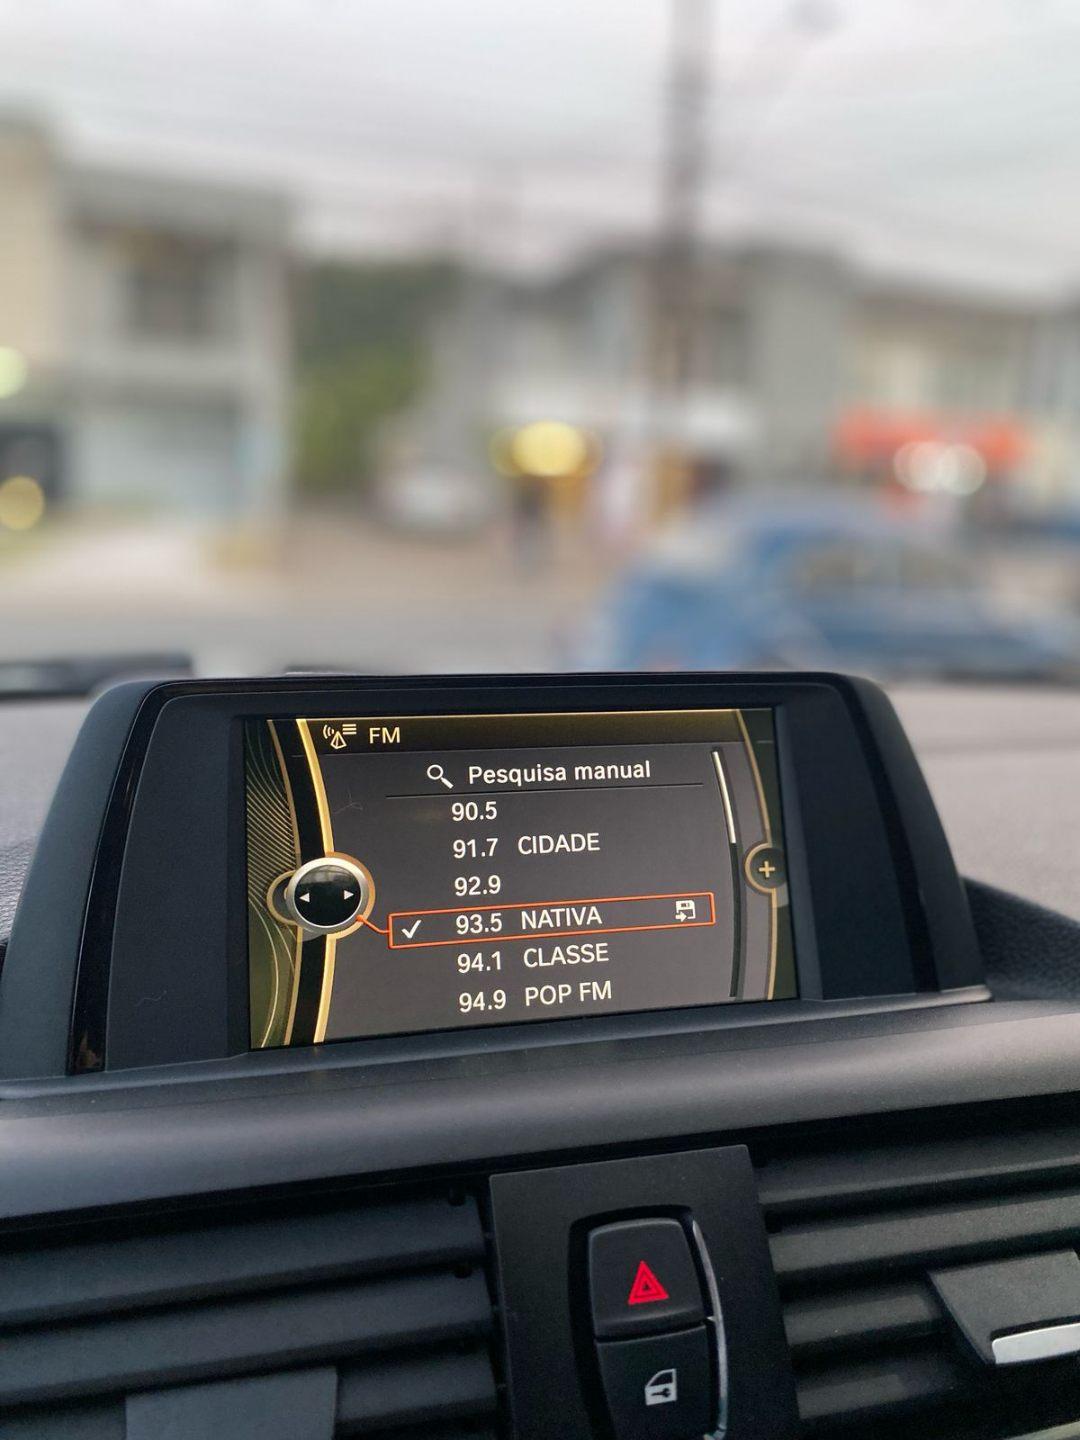 FM
Pesquisa manual
90.5
91.7 CIDADE
92.9
93.5 NATIVA
94.1 CLASSE
94.9 POP FM